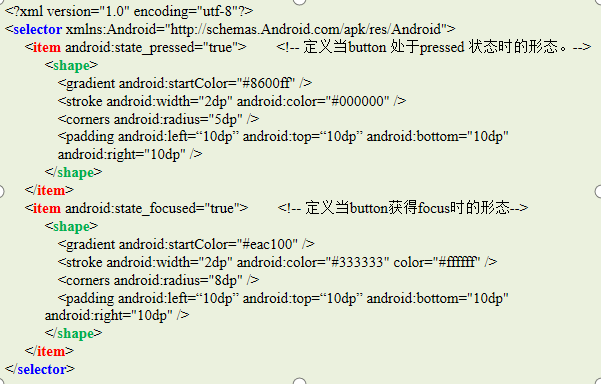 <?xml version="1.0" encoding="utf-8"?>
<selector xmlns:Android="http://schemas.Android.com/apk/res/Android">
<item android:state_pressed="true"> <!-- 定义当button 处于pressed 状态时的形态。-->
<shape>
<gradient android:startColor="#8600ff" />
<stroke android:width="2dp" android:color="#000000" />
<corners android:radius="5dp" />
<padding android:left=“10dp” android:top=“10dp” android:bottom="10dp"
android:right="10dp" />
</shape>
</item>
<item android:state_focused="true"> <!-- 定义当button获得focus时的形态-->
<shape>
<gradient android:startColor="#eac100" />
<stroke android:width="2dp" android:color="#333333" color="#ffffff" />
<corners android:radius="8dp" />
<padding android:left=“10dp” android:top=“10dp” android:bottom="10dp"
android:right="10dp" />
</shape>
</item>
</selector>